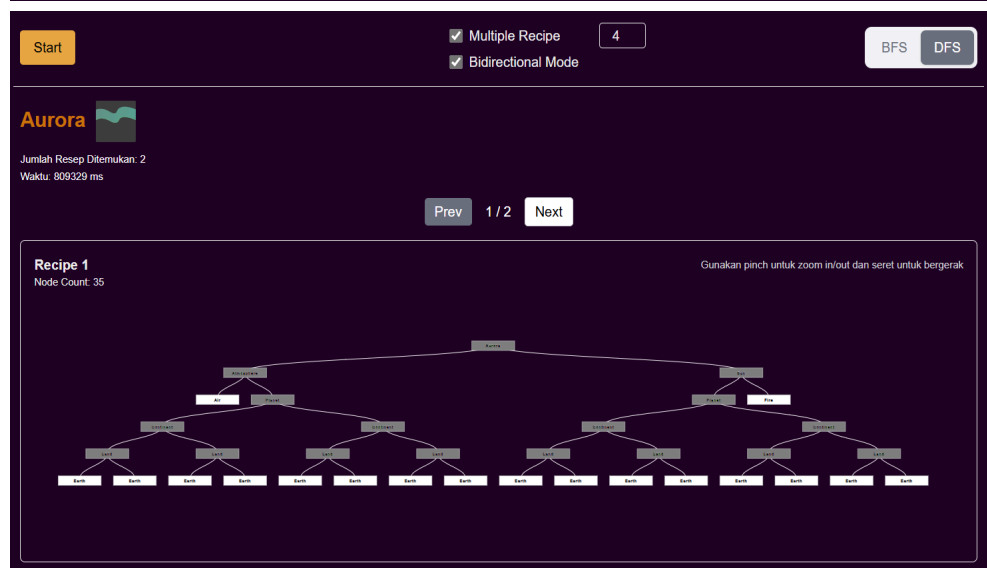 Start
Multiple Recipe 4
Bidirectional Mode
BFS DFS
Aurora
Jumlah Resep Ditemukan: 2
Waktu: 809329 ms
Prev 1 / 2 Next
Recipe 1
Node Count: 35
Gunakan pinch untuk zoom in/out dan seret untuk bergerak
Aurora
Atmosphere Sun
Air Planet Planet Fire
Continent Continent Continent Continent
Land Land Land Land Land Land Land Land
Earth Earth Earth Earth Earth Earth Earth Earth Earth Earth Earth Earth Earth Earth Earth Earth